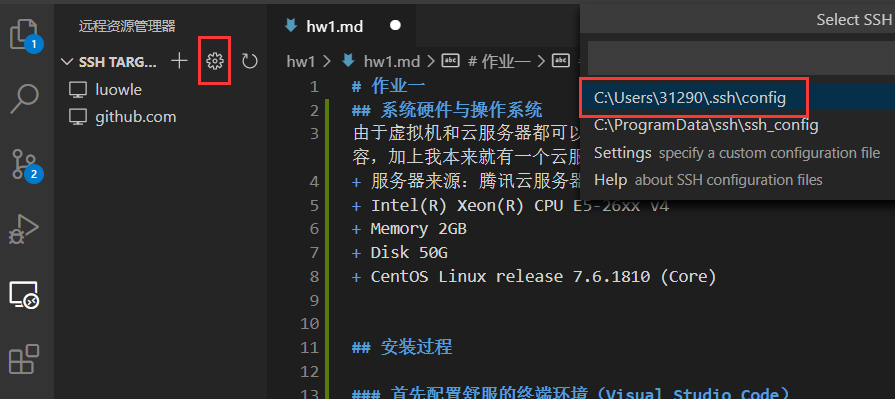 远程资源管理器
SSH TARG...
luowle
github.com
1
2
hw1.md
hw1 > hw1.md > # 作业一 >
1 # 作业一
2 ## 系统硬件与操作系统
3 由于虚拟机和云服务器都可以
容，加上我本来就有一个云服
4 + 服务器来源：腾讯云服务器
5 + Intel(R) Xeon(R) CPU E5-26xx v4
6 + Memory 2GB
7 + Disk 50G
8 + CentOS Linux release 7.6.1810 (Core)
9
10
11 ## 安装过程
12
13 ### 首先配置舒服的终端环境（Visual Studio Code）
Select SSH
C:\Users\31290\.ssh\config
C:\ProgramData\ssh\ssh_config
Settings specify a custom configuration file
Help about SSH configuration files